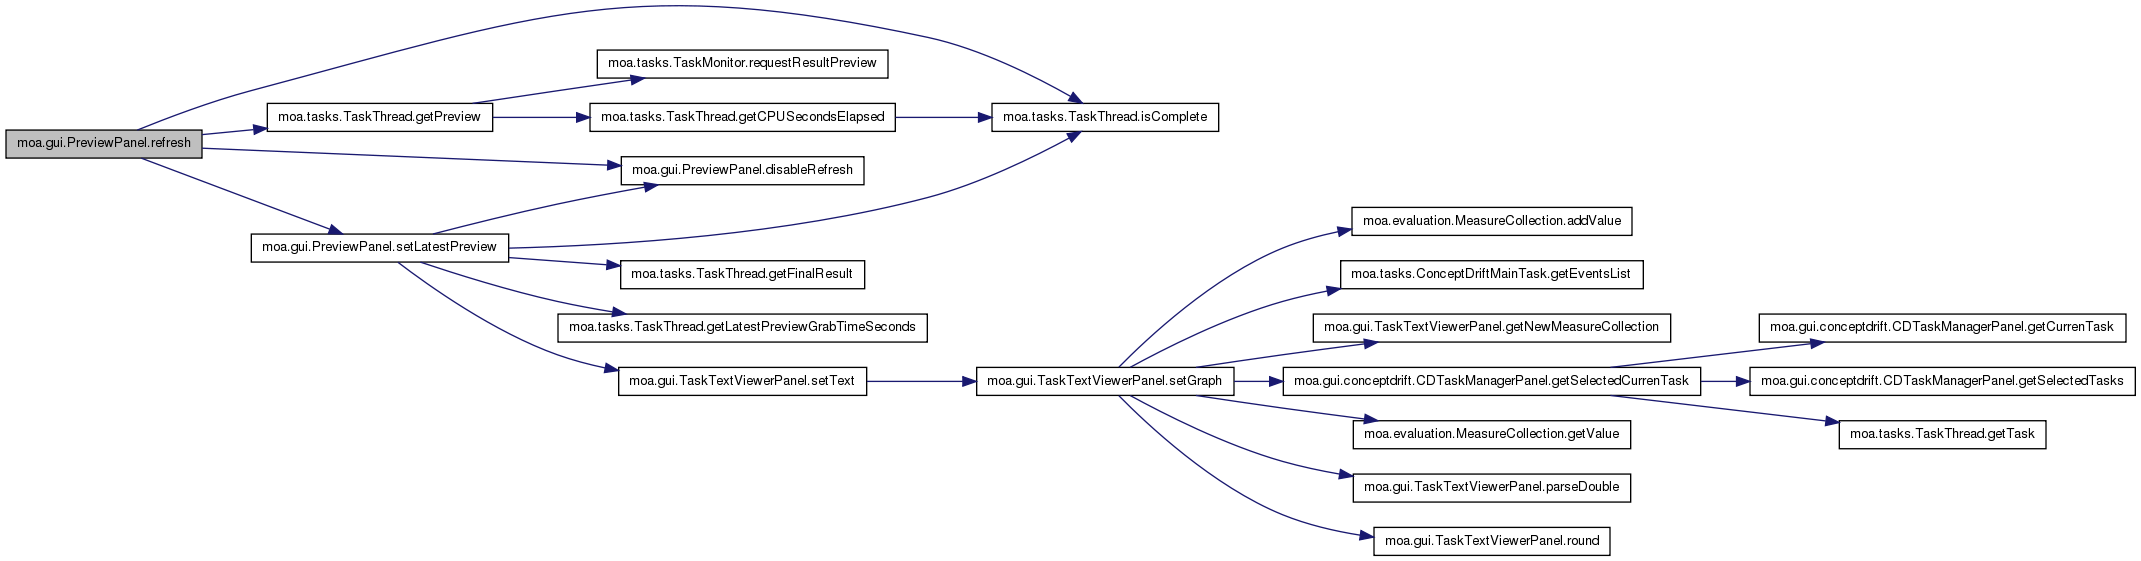 moa.tasks.TaskMonitor.requestResultPreview
moa.tasks.TaskThread.getPreview
moa.tasks.TaskThread.getCPUSecondsElapsed
moa.tasks.TaskThread.isComplete
moa.gui.PreviewPanel.refresh
moa.gui.PreviewPanel.disableRefresh
moa.evaluation.MeasureCollection.addValue
moa.gui.PreviewPanel.setLatestPreview
moa.tasks.TaskThread.getFinalResult
moa.tasks.ConceptDriftMainTask.getEventsList
moa.tasks.TaskThread.getLatestPreviewGrabTimeSeconds
moa.gui.TaskTextViewerPanel.getNewMeasureCollection
moa.gui.conceptdrift.CDTaskManagerPanel.getCurrenTask
moa.gui.TaskTextViewerPanel.setText
moa.gui.TaskTextViewerPanel.setGraph
moa.gui.conceptdrift.CDTaskManagerPanel.getSelectedCurrenTask
moa.gui.conceptdrift.CDTaskManagerPanel.getSelectedTasks
moa.evaluation.MeasureCollection.getValue
moa.tasks.TaskThread.getTask
moa.gui.TaskTextViewerPanel.parseDouble
moa.gui.TaskTextViewerPanel.round